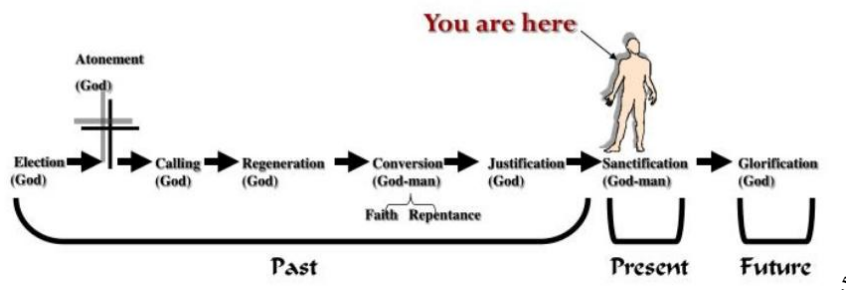 You are here
Atonement
(God)
Election Calling Regeneration Conversion Justification Sanctification Glorification
(God) (God) (God) (God-man) (God) (God-man) (God)
Faith Repentance
Past Present Future